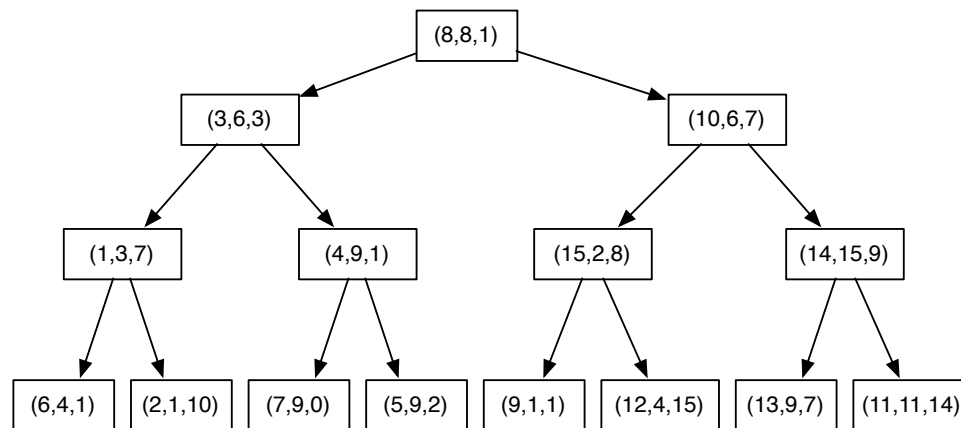 (8,8,1)
(3,6,3) (10,6,7)
(1,3,7) (4,9,1) (15,2,8) (14,15,9)
(6,4,1) (2,1,10) (7,9,0) (5,9,2) (9,1,1) (12,4,15) (13,9,7) (11,11,14)